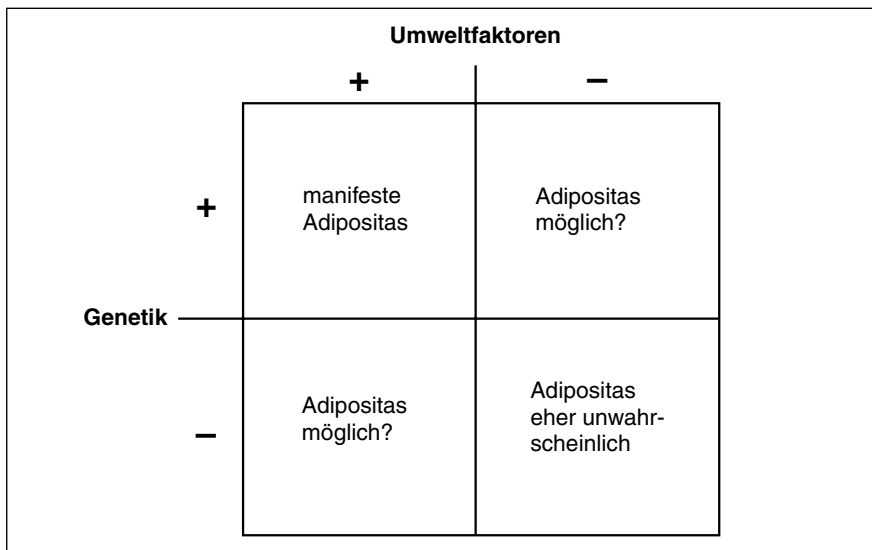 Umweltfaktoren
+ –
+
manifeste
Adipositas
Adipositas
möglich?
Genetik
–
Adipositas
möglich?
Adipositas
eher unwahr-
scheinlich